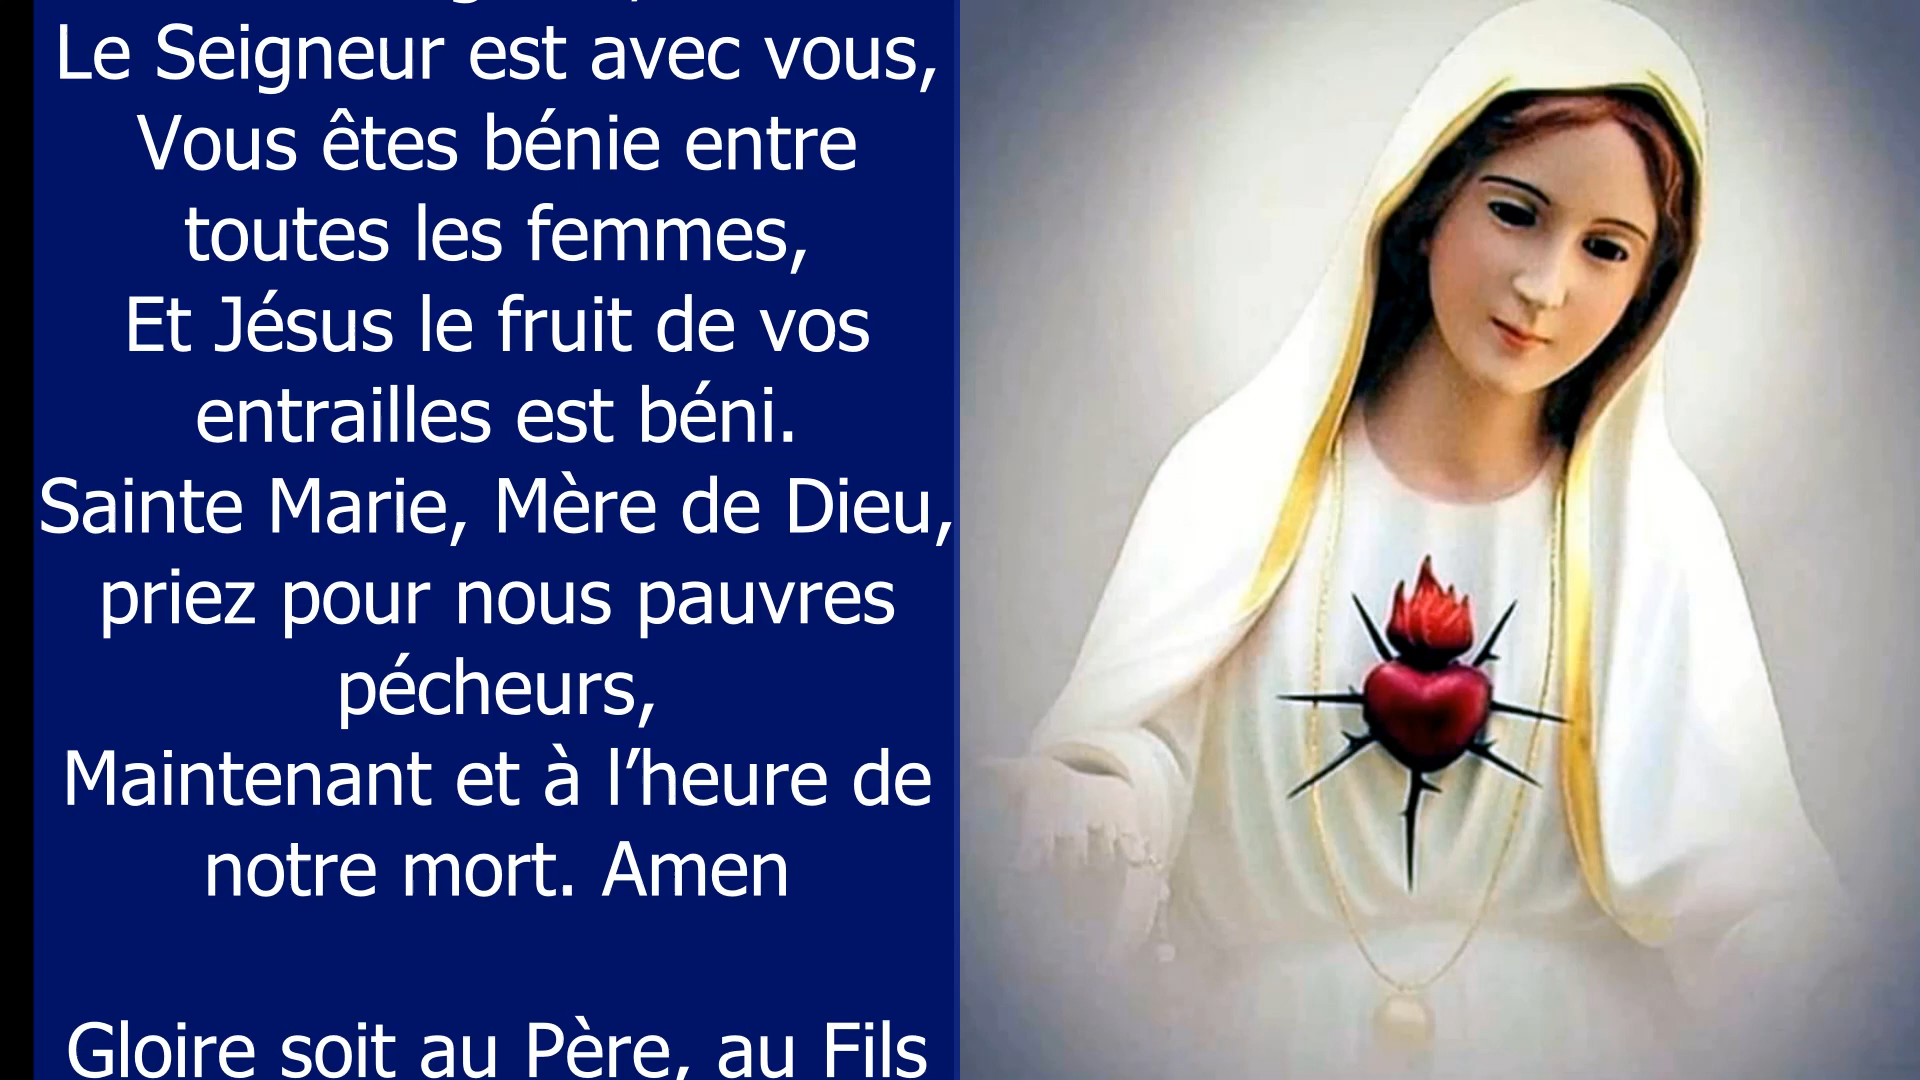 Le Seigneur est avec vous,
Vous êtes bénie entre
toutes les femmes,
Et Jésus le fruit de vos
entrailles est béni.
Sainte Marie, Mère de Dieu,
priez pour nous pauvres
pécheurs,
Maintenant et à l’heure de
notre mort. Amen
Gloire soit au Père, au Fils